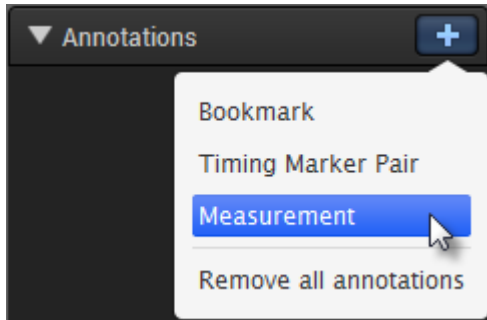 Annotations
Bookmark
Timing Marker Pair
Measurement
Remove all annotations